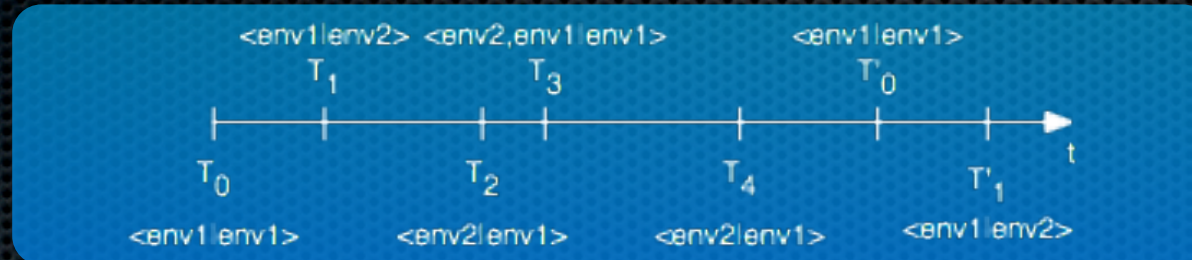 <env1|env2> <env2,env1|env1> <env1|env1>
T1 T3 T'0
t
T0 T2 T4 T'1
<env1|env1> <env2|env1> <env2|env1> <env1|env2>